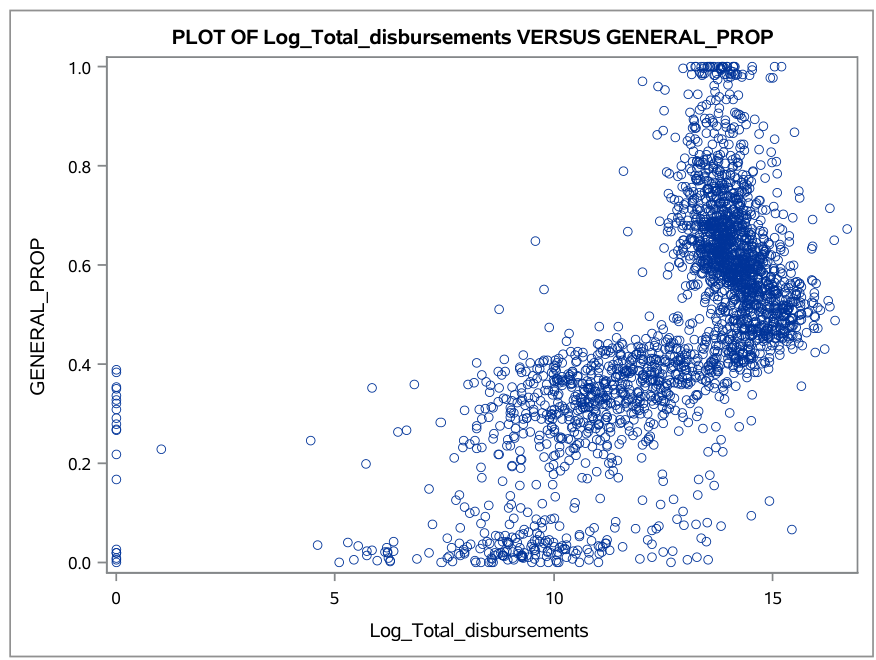 PLOT OF Log_Total_disbursements VERSUS GENERAL_PROP
1.0
0.8
0.6
0.4
0.2
0.0
GENERAL_PROP
0 5 10 15
Log_Total_disbursements